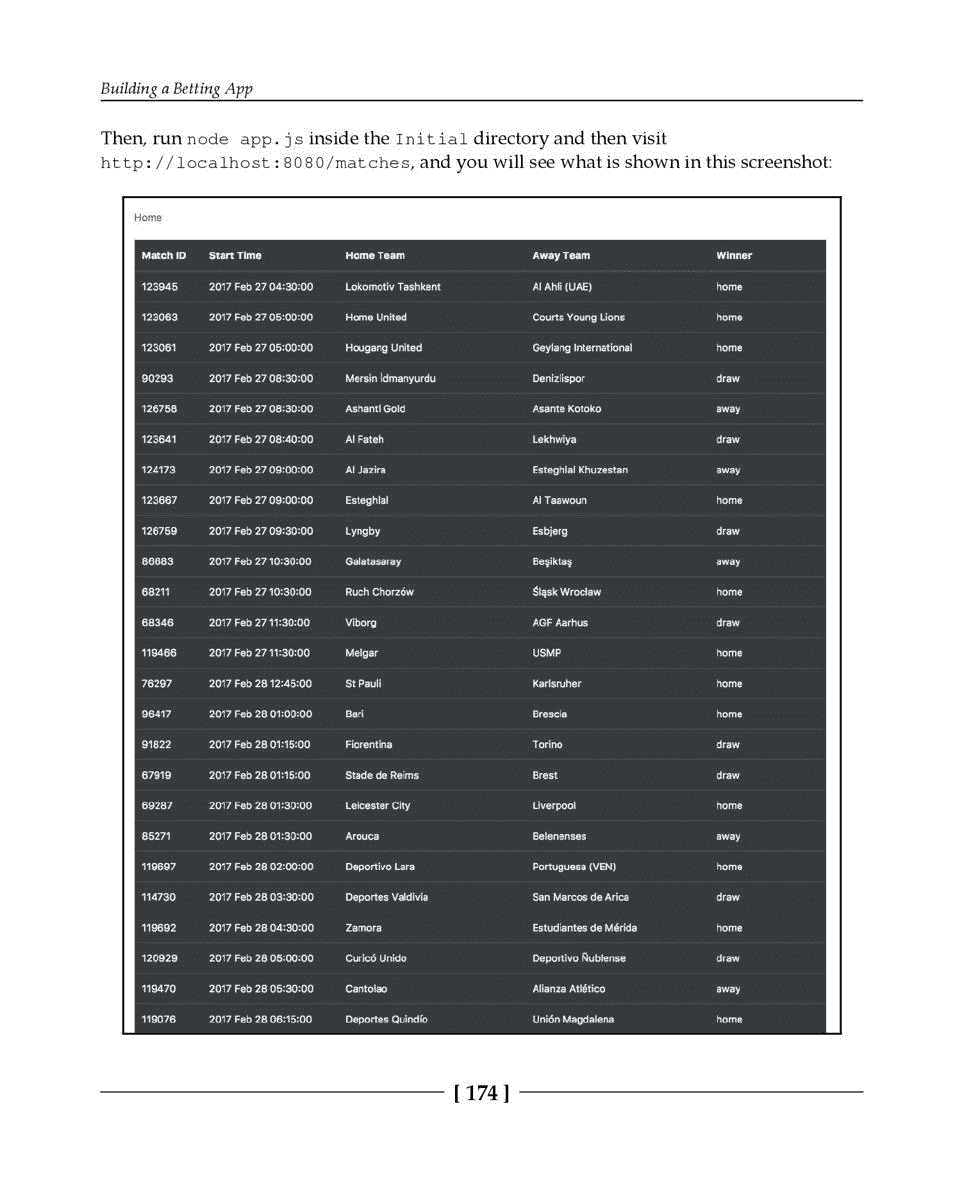 Building a Betting App
Then, run node app.js inside the Initial directory and then visit
http://localhost:8080/matches, and you will see what is shown in this screenshot:
Home
Match ID Start Time Home Team Away Team Winner
123945 2017 Feb 27 04:30:00 Lokomotiv Tashkent Al Ahli (UAE) home
123063 2017 Feb 27 05:00:00 Home United Courts Young Lions home
123061 2017 Feb 27 05:00:00 Hougang United Geylang International home
90293 2017 Feb 27 08:30:00 Mersin İdmanyurdu Denizlispor draw
126758 2017 Feb 27 08:30:00 Ashanti Gold Asante Kotoko away
123641 2017 Feb 27 08:40:00 Al Fateh Lekhwiya draw
124173 2017 Feb 27 09:00:00 Al Jazira Esteghlal Khuzestan away
123667 2017 Feb 27 09:00:00 Esteghlal Al Taawoun home
126759 2017 Feb 27 09:30:00 Lyngby Esbjerg draw
86683 2017 Feb 27 10:30:00 Galatasaray Beşiktaş away
68211 2017 Feb 27 10:30:00 Ruch Chorzów Śląsk Wrocław home
68346 2017 Feb 27 11:30:00 Viborg AGF Aarhus draw
119466 2017 Feb 27 11:30:00 Melgar USMP home
76297 2017 Feb 28 12:45:00 St Pauli Karlsruher home
96417 2017 Feb 28 01:00:00 Bari Brescia home
91822 2017 Feb 28 01:15:00 Fiorentina Torino draw
67919 2017 Feb 28 01:15:00 Stade de Reims Brest draw
69287 2017 Feb 28 01:30:00 Leicester City Liverpool home
85271 2017 Feb 28 01:30:00 Arouca Belenenses away
119697 2017 Feb 28 02:00:00 Deportivo Lara Portuguesa (VEN) home
114730 2017 Feb 28 03:30:00 Deportes Valdivia San Marcos de Arica draw
119692 2017 Feb 28 04:30:00 Zamora Estudiantes de Mérida home
120929 2017 Feb 28 05:00:00 Curicó Unido Deportivo Ñublense draw
119470 2017 Feb 28 05:30:00 Cantolao Alianza Atlético away
119076 2017 Feb 28 06:15:00 Deportes Quindío Unión Magdalena home
[ 174 ]